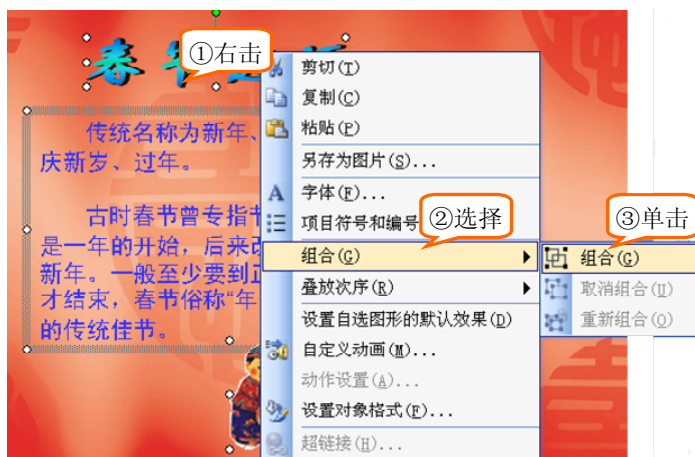 春节
①右击
传统名称为新年、
庆新岁、过年。
古时春节曾专指节
是一年的开始，后来改
新年。一般至少要到正
才结束，春节俗称“年
的传统佳节。
剪切(T)
复制(C)
粘贴(P)
另存为图片(S)...
字体(F)...
项目符号和编号
②选择
组合(G)
叠放次序(R)
设置自选图形的默认效果(D)
自定义动画(M)...
动作设置(A)...
设置对象格式(F)...
超链接(H)...
③单击
组合(G)
取消组合(U)
重新组合(O)